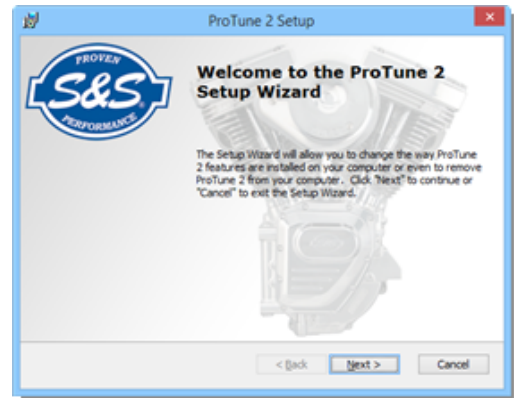 ProTune 2 Setup
PROVEN
S&S
PERFORMANCE
Welcome to the ProTune 2
Setup Wizard
The Setup Wizard will allow you to change the way ProTune
2 features are installed on your computer or even to remove
ProTune 2 from your computer. Click "Next" to continue or
"Cancel" to exit the Setup Wizard.
< Back Next > Cancel